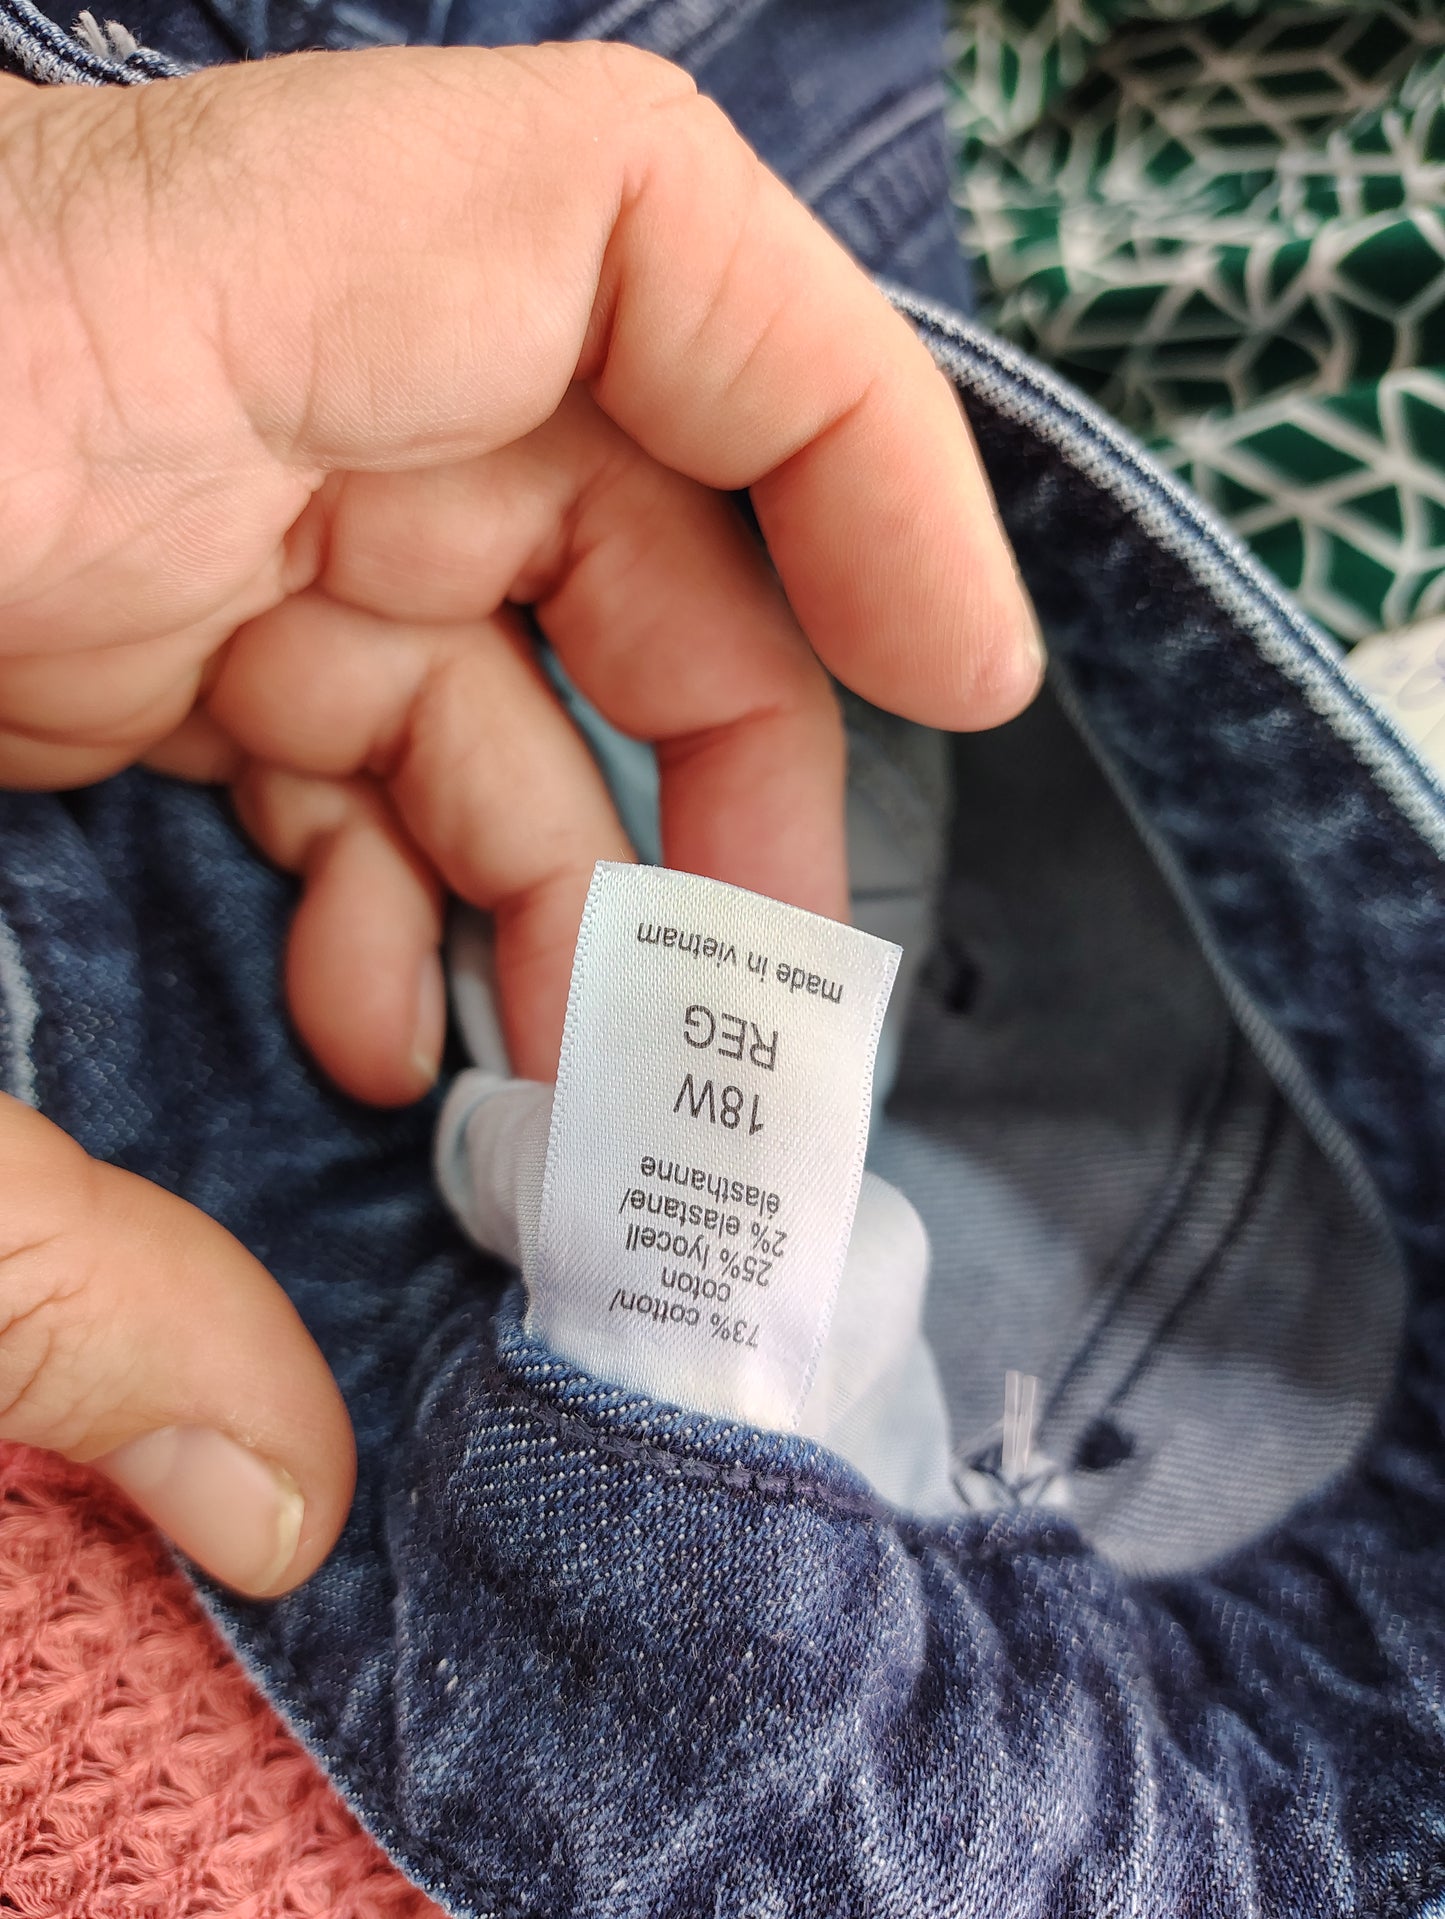 73% cotton/
coton
25% lyocell
2% elastane/
élasthanne
18W
REG
made in vietnam